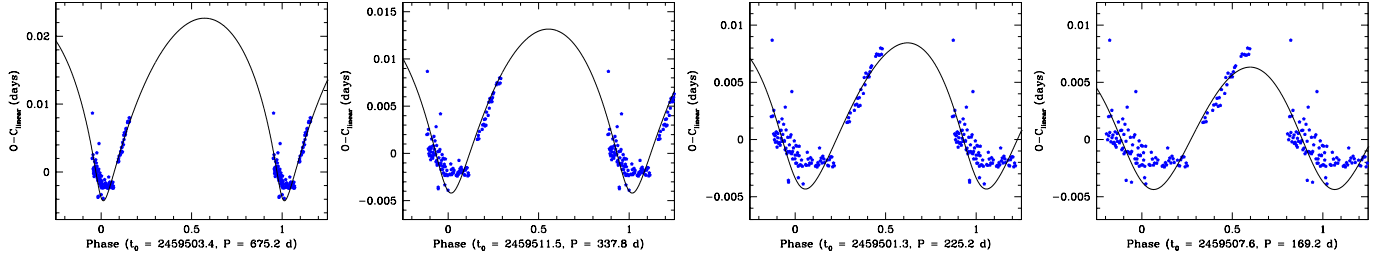 0.02
0.01
0
O−C_linear (days)
0 0.5 1
Phase (t_0 = 2459503.4, P = 675.2 d)
0.015
0.010
0.005
0
−0.005
O−C_linear (days)
0 0.5 1
Phase (t_0 = 2459511.5, P = 337.8 d)
0.01
0.005
0
−0.005
O−C_linear (days)
0 0.5 1
Phase (t_0 = 2459501.3, P = 225.2 d)
0.01
0.005
0
−0.005
O−C_linear (days)
0 0.5 1
Phase (t_0 = 2459507.6, P = 169.2 d)